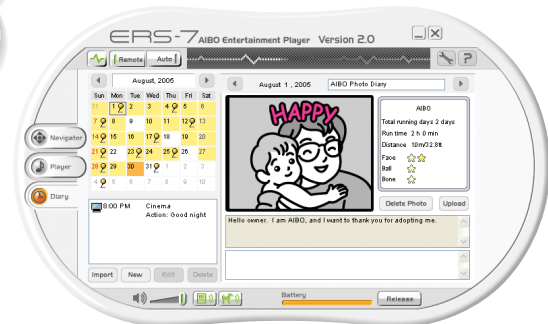 ERS-7 AIBO Entertainment Player Version 2.0
Remote Auto
August, 2005
Sun Mon Tue Wed Thu Fri Sat
31 1 2 3 4 5 6
7 8 9 10 11 12 13
14 15 16 17 18 19 20
21 22 23 24 25 26 27
28 29 30 31 1 2 3
4 5 6 7 8 9 10
Navigator
Player
Diary
8:00 PM Cinema
Action: Good night
Import New Edit Delete
August 1 , 2005 AIBO Photo Diary
HAPPY
AIBO
Total running days 2 days
Run time 2 h 0 min
Distance 10m/32.8ft
Face
Ball
Bone
Delete Photo Upload
Hello owner. I am AIBO, and I want to thank you for adopting me.
Battery
Release